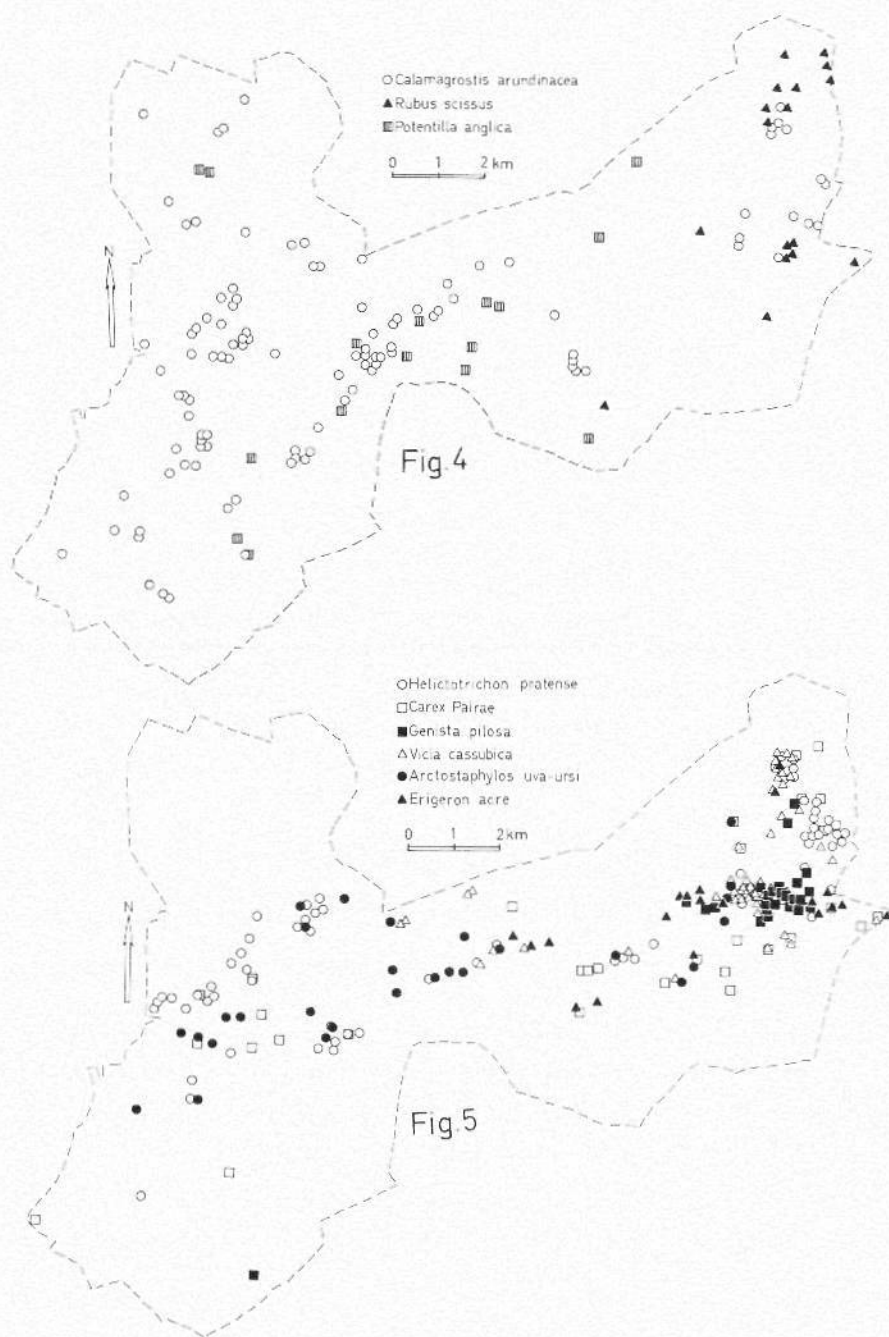 ○ Calamagrostis arundinacea
▲ Rubus scissus
▥ Potentilla anglica
0 1 2 km
N
Fig. 4
○ Helictotrichon pratense
□ Carex Pairae
■ Genista pilosa
△ Vicia cassubica
● Arctostaphylos uva-ursi
▲ Erigeron acre
0 1 2 km
N
Fig. 5